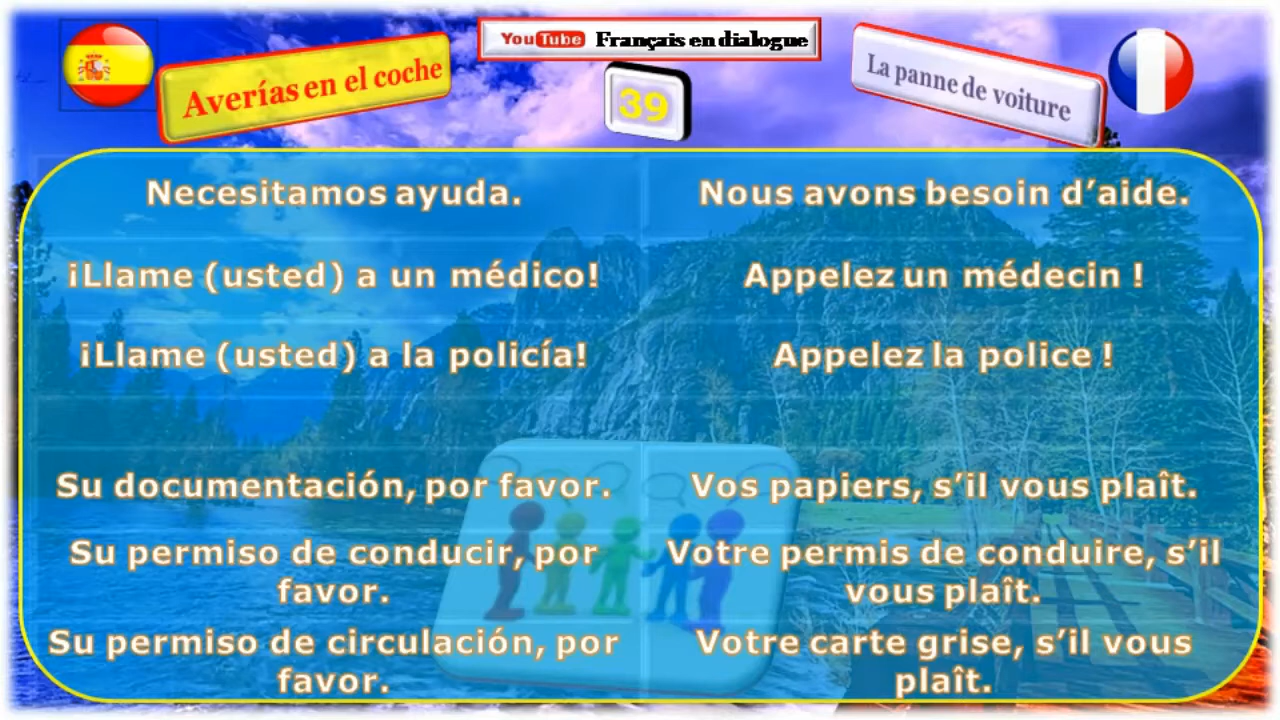 YouTube Français en dialogue
Averías en el coche
39
La panne de voiture
Necesitamos ayuda.
Nous avons besoin d'aide.
¡Llame (usted) a un médico!
Appelez un médecin !
¡Llame (usted) a la policía!
Appelez la police !
Su documentación, por favor.
Vos papiers, s'il vous plaît.
Su permiso de conducir, por
favor.
Votre permis de conduire, s'il
vous plaît.
Su permiso de circulación, por
favor.
Votre carte grise, s'il vous
plaît.